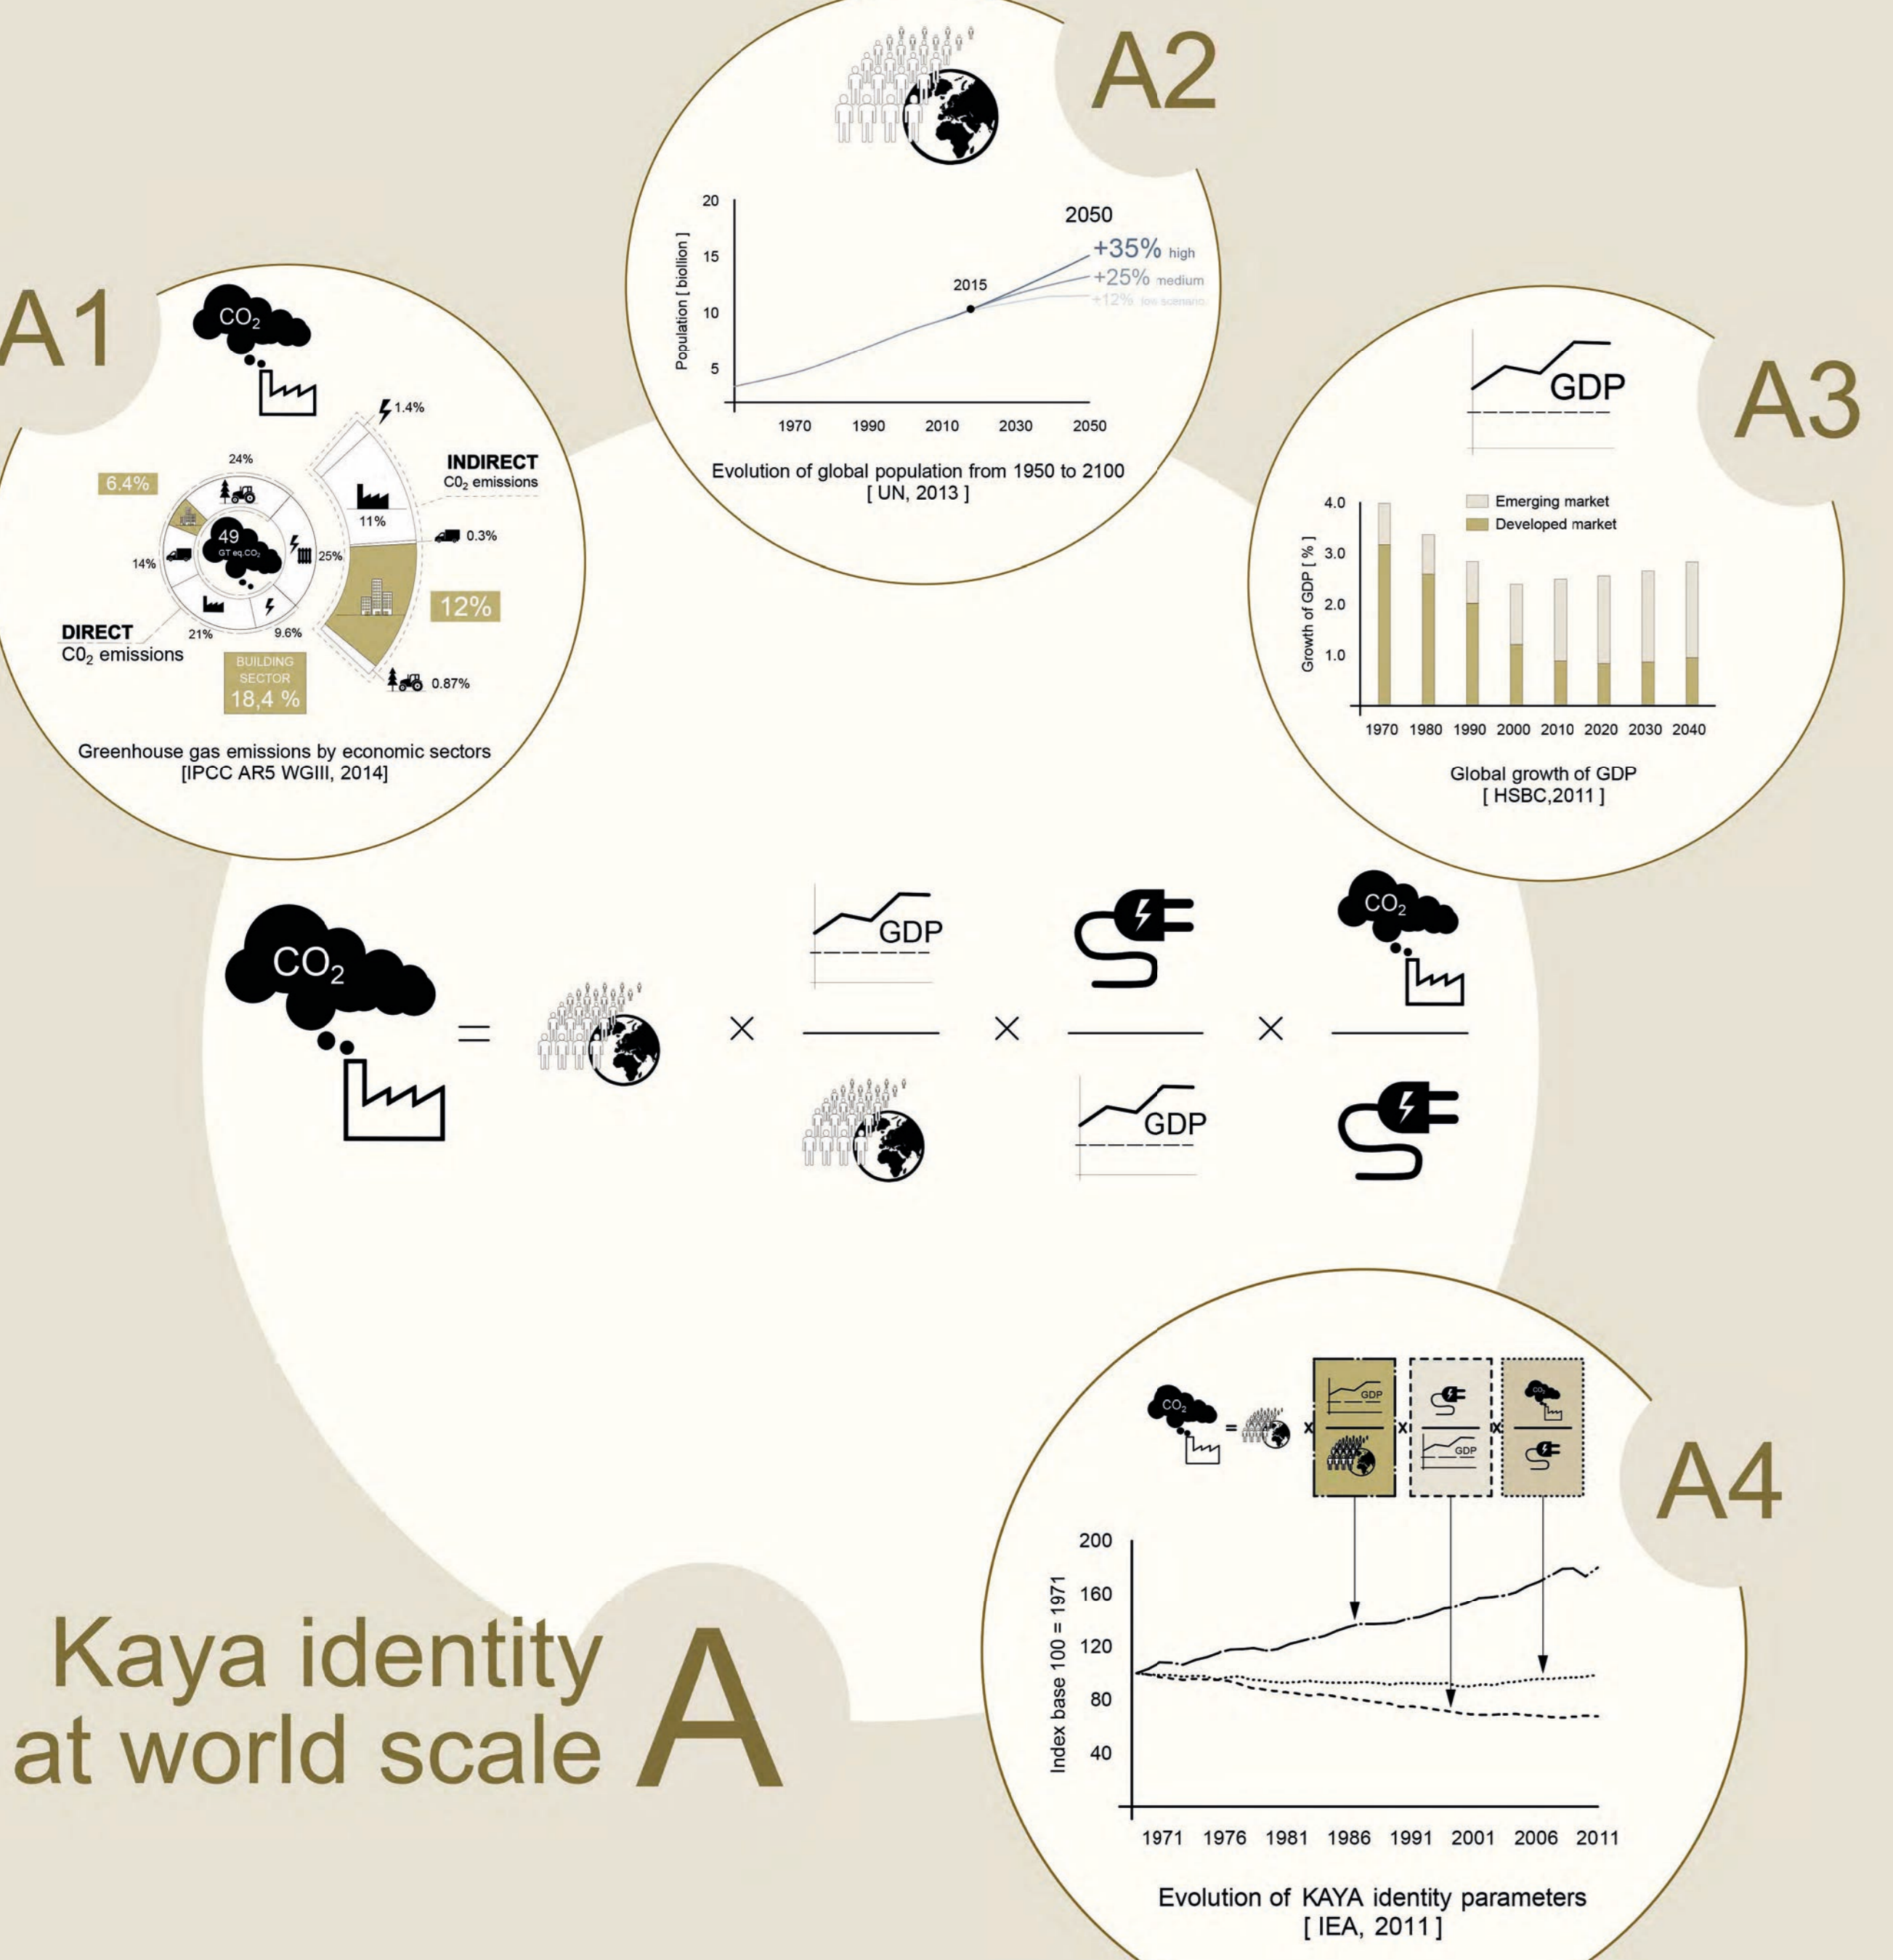 A1
CO₂
1.4%
INDIRECT
C0₂ emissions
24%
6.4%
11%
0.3%
49
GT eq.CO₂
25%
14%
12%
DIRECT
C0₂ emissions
21%
9.6%
BUILDING
SECTOR
18,4 %
0.87%
Greenhouse gas emissions by economic sectors
[IPCC AR5 WGIII, 2014]
A2
Population [ biollion ]
20
15
10
5
2050
+35% high
+25% medium
+12% low scenario
2015
1970 1990 2010 2030 2050
Evolution of global population from 1950 to 2100
[ UN, 2013 ]
A3
GDP
Growth of GDP [ % ]
4.0
3.0
2.0
1.0
Emerging market
Developed market
1970 1980 1990 2000 2010 2020 2030 2040
Global growth of GDP
[ HSBC,2011 ]
CO₂ = × GDP × × CO₂
GDP
A4
CO₂ = x GDP x x CO₂
GDP
Index base 100 = 1971
200
160
120
80
40
1971 1976 1981 1986 1991 2001 2006 2011
Evolution of KAYA identity parameters
[ IEA, 2011 ]
Kaya identity
at world scale
A